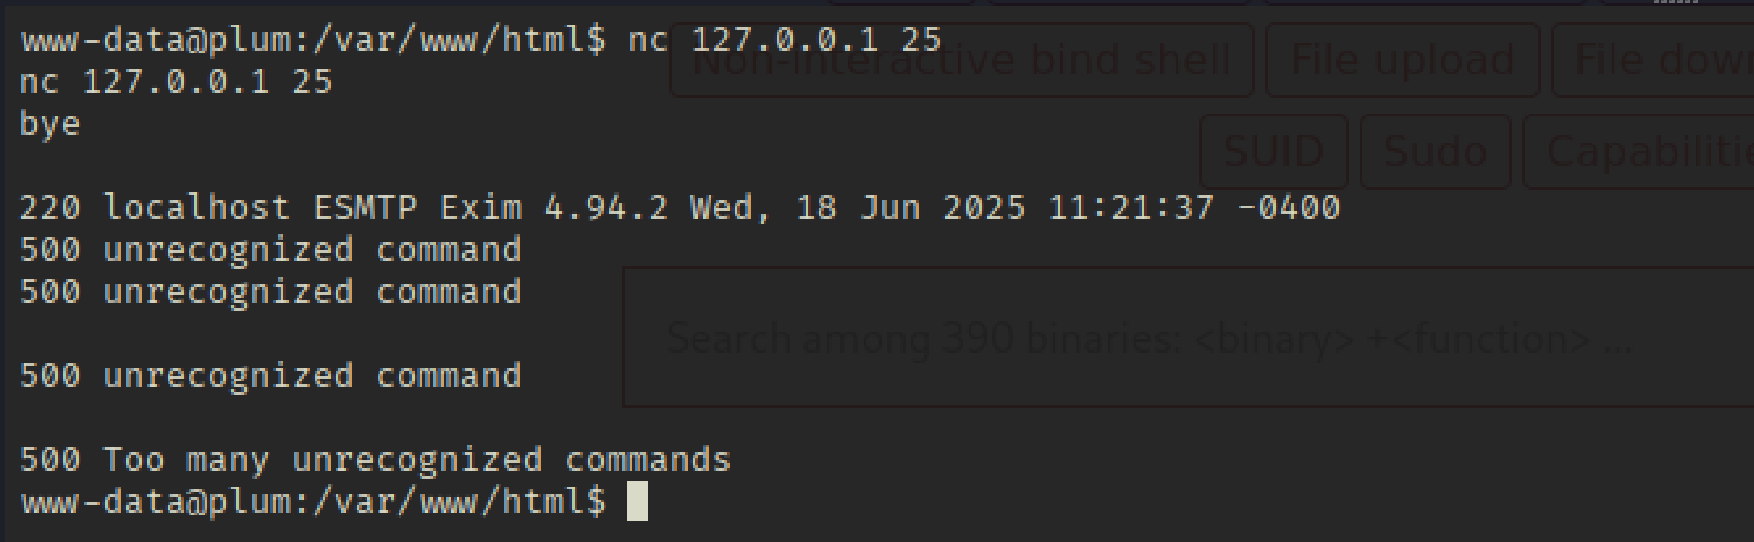 www-data@plum:/var/www/html$ nc 127.0.0.1 25
nc 127.0.0.1 25
bye
220 localhost ESMTP Exim 4.94.2 Wed, 18 Jun 2025 11:21:37 -0400
500 unrecognized command
500 unrecognized command
500 unrecognized command
500 Too many unrecognized commands
www-data@plum:/var/www/html$
Non-interactive bind shell File upload File
SUID Sudo
Search among 390 binaries: <binary> +<function> ...